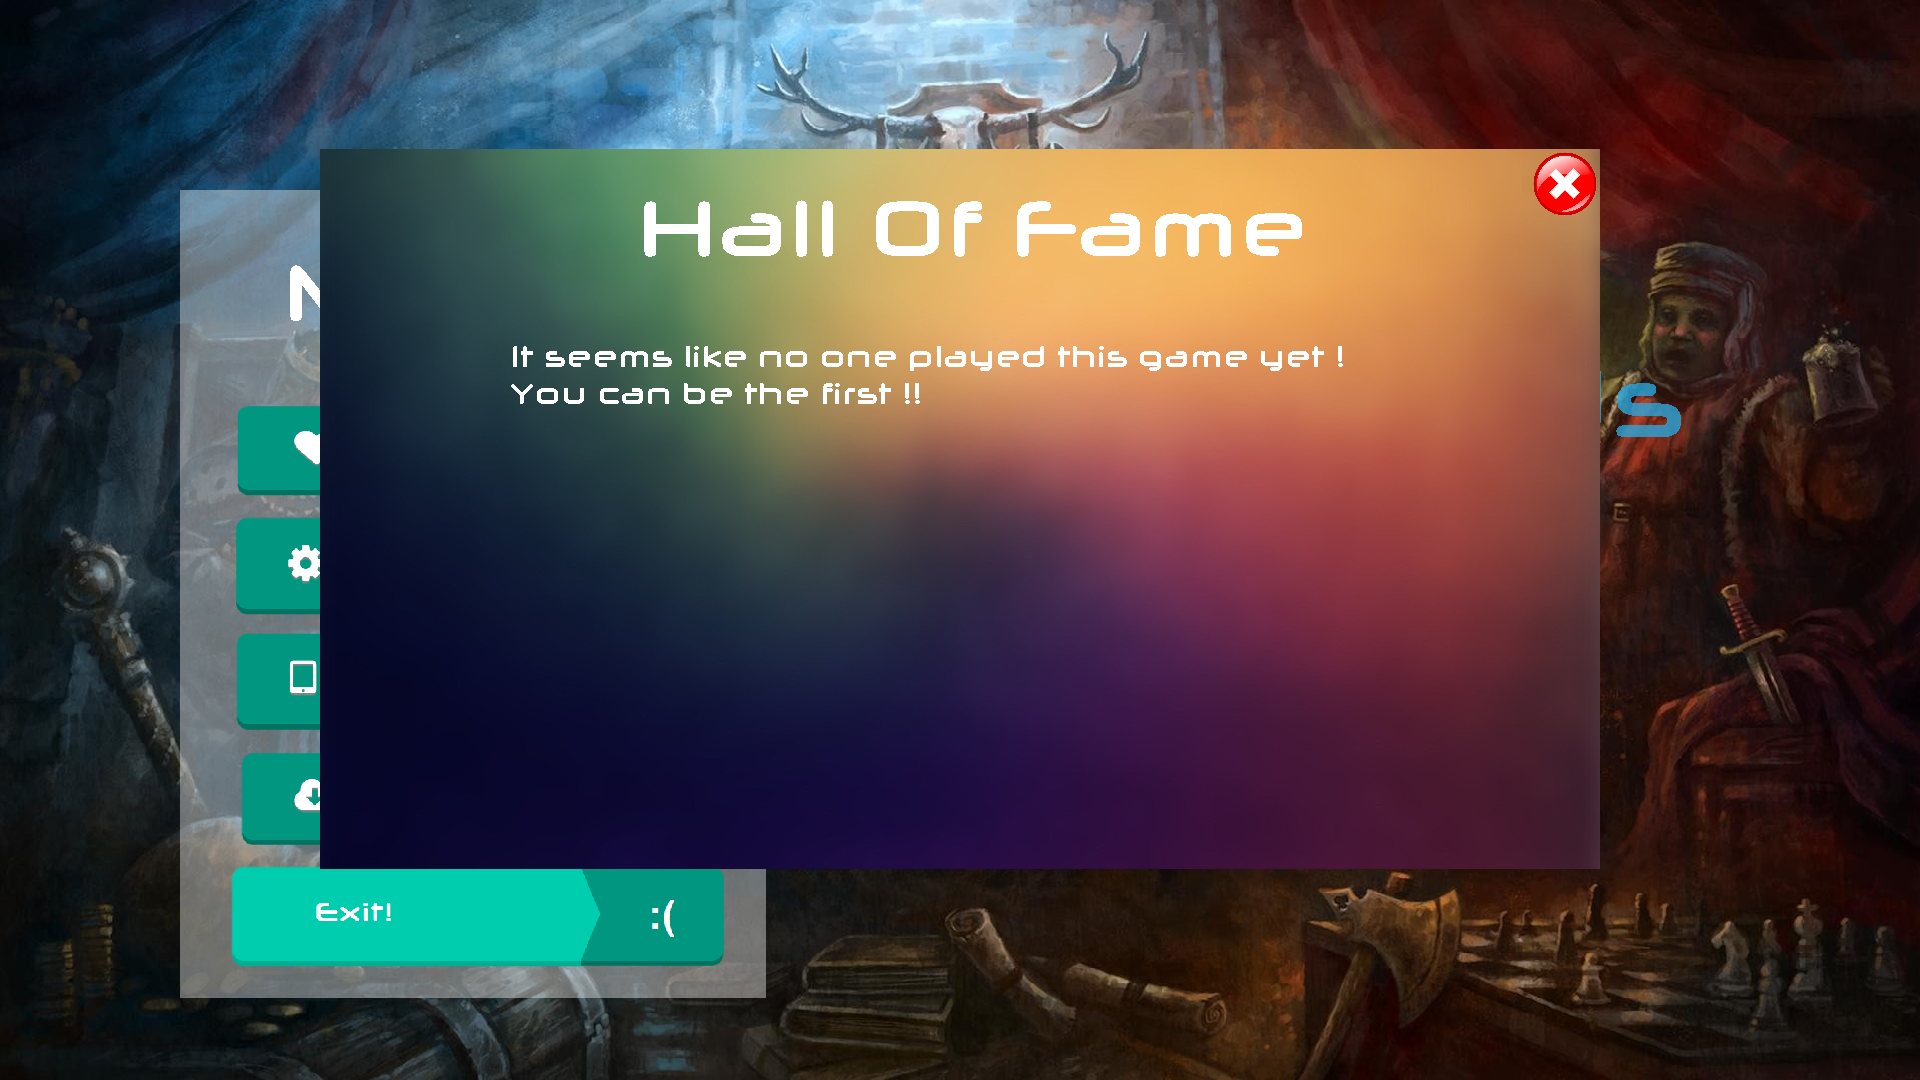 Hall Of Fame
It seems like no one played this game yet !
You can be the first !!
Exit!
:(